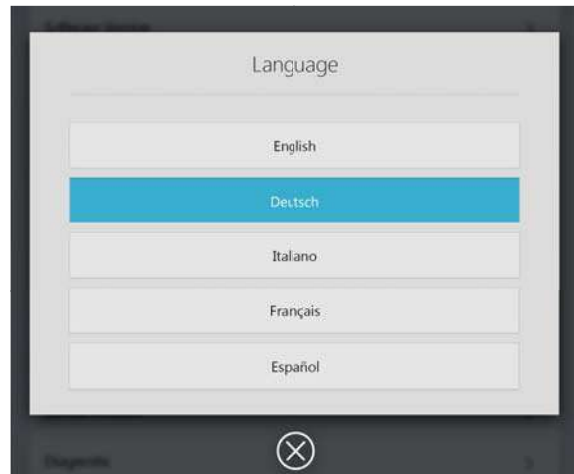 Language
English
Deutsch
Italiano
Français
Español